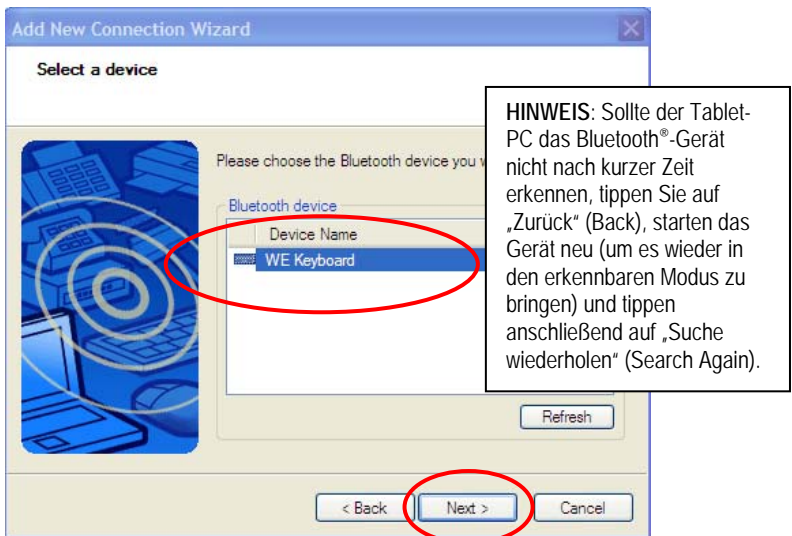 Add New Connection Wizard
Select a device
Please choose the Bluetooth device you
Bluetooth device
Device Name
WE Keyboard
Refresh
< Back
Next >
Cancel
HINWEIS: Sollte der Tablet-
PC das Bluetooth®-Gerät
nicht nach kurzer Zeit
erkennen, tippen Sie auf
„Zurück“ (Back), starten das
Gerät neu (um es wieder in
den erkennbaren Modus zu
bringen) und tippen
anschließend auf „Suche
wiederholen“ (Search Again).